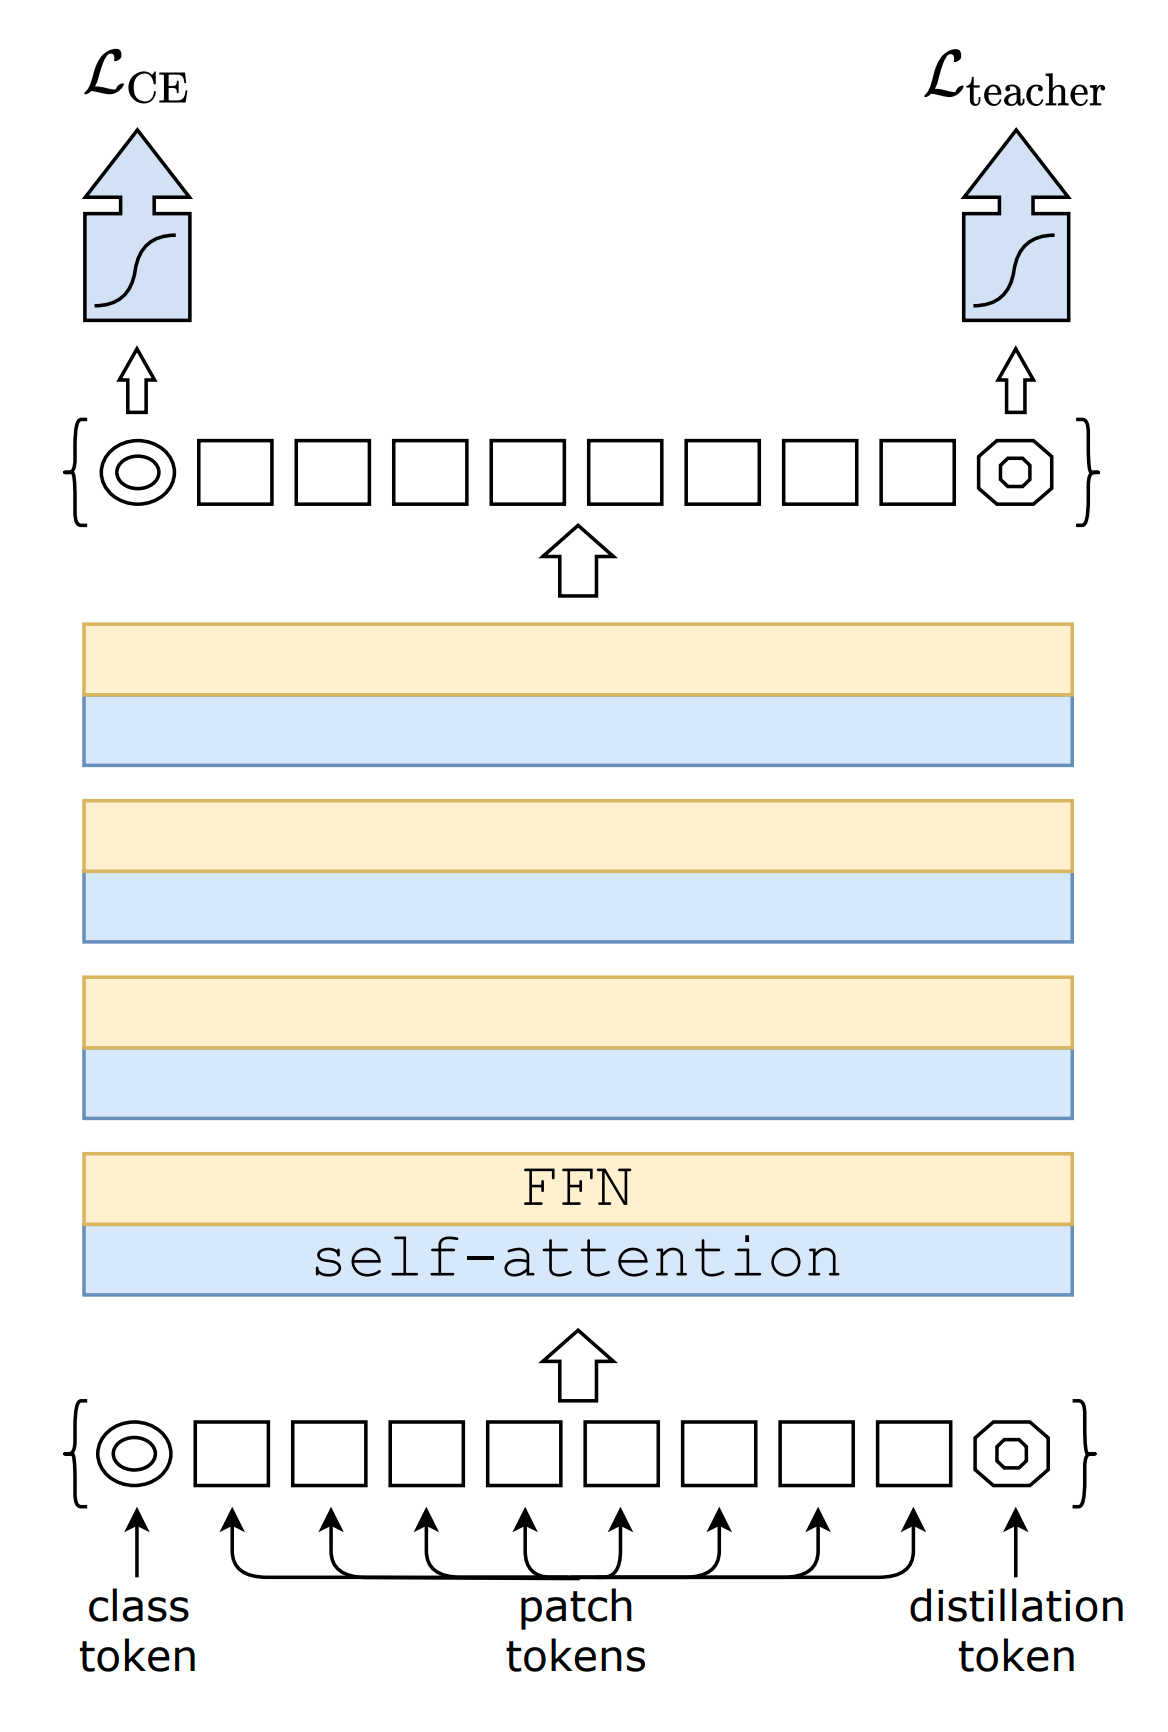 ℒCE
ℒteacher
FFN
self-attention
class token
patch tokens
distillation token